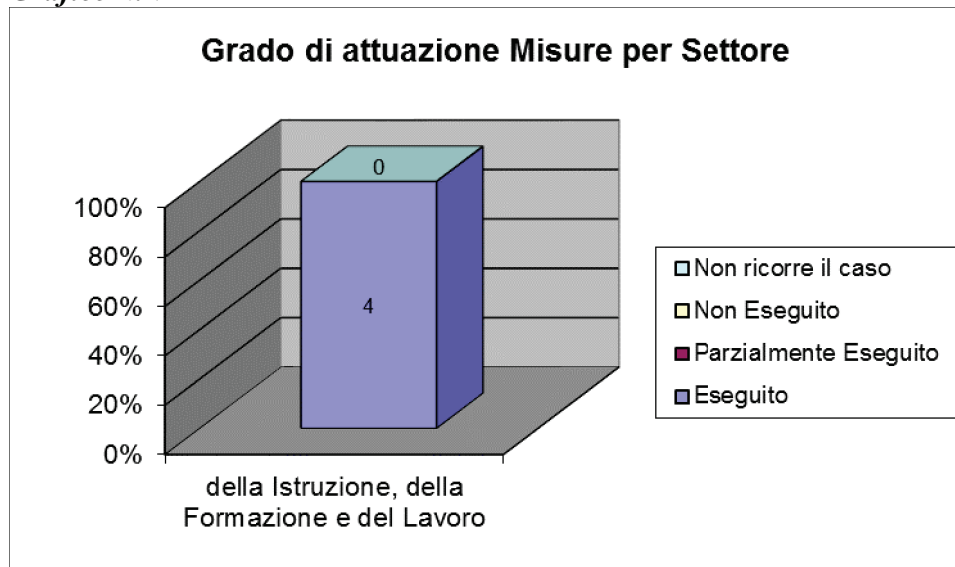 Grado di attuazione Misure per Settore
0
100%
80%
60%
40%
20%
0%
4
Non ricorre il caso
Non Eseguito
Parzialmente Eseguito
Eseguito
della Istruzione, della
Formazione e del Lavoro